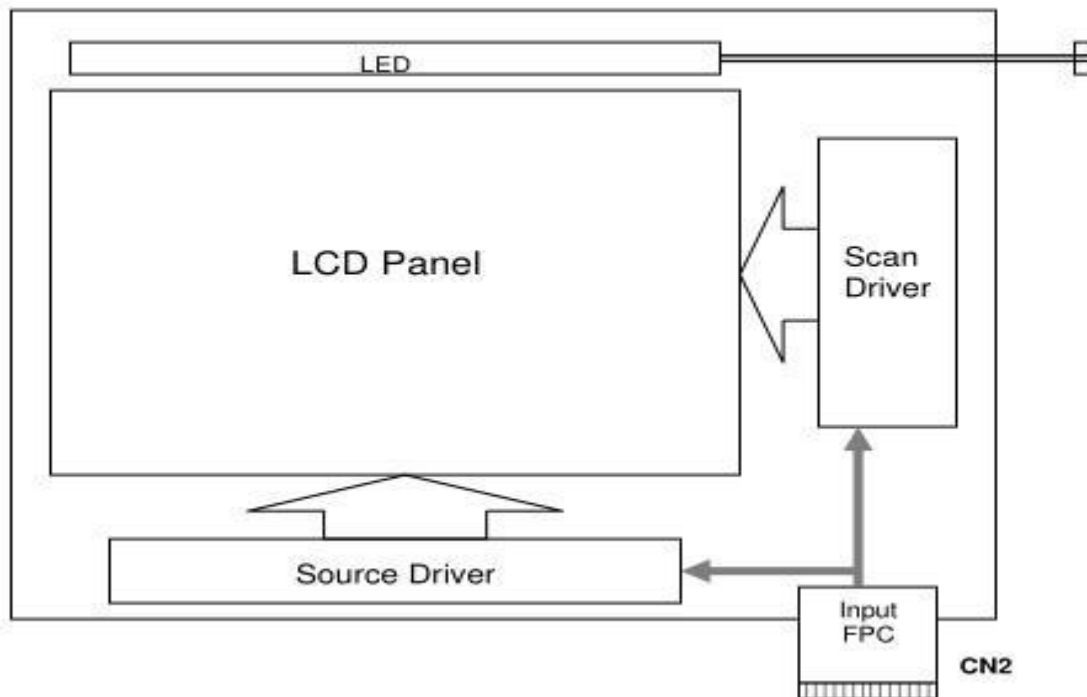 LED
LCD Panel
Scan
Driver
Source Driver
Input
FPC
CN2